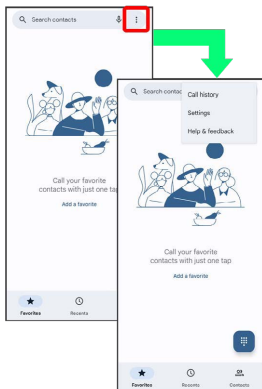 Search contacts
Call your favorite
contacts with just one tap
Add a favorite
Favorites
Recents
Search contac
Call history
Settings
Help & feedback
Call your favorite
contacts with just one tap
Add a favorite
Favorites
Recents
Contacts